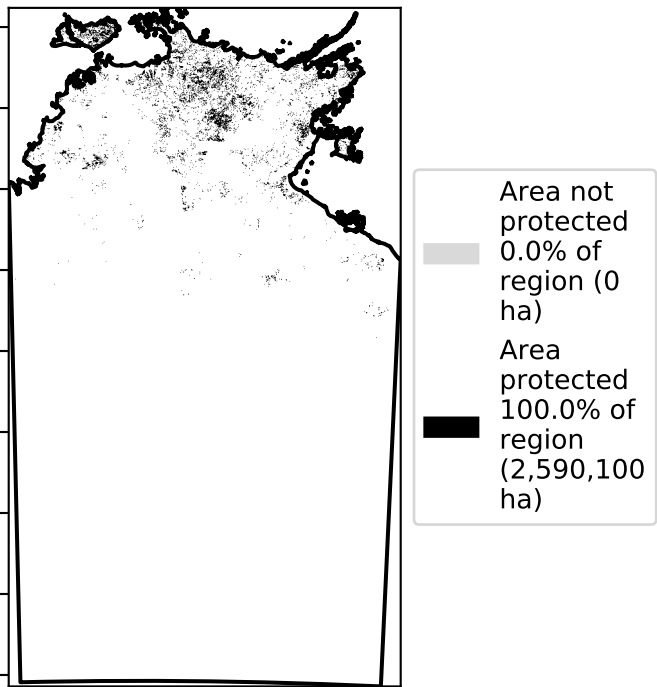 Area not
protected
0.0% of
region (0
ha)
Area
protected
100.0% of
region
(2,590,100
ha)